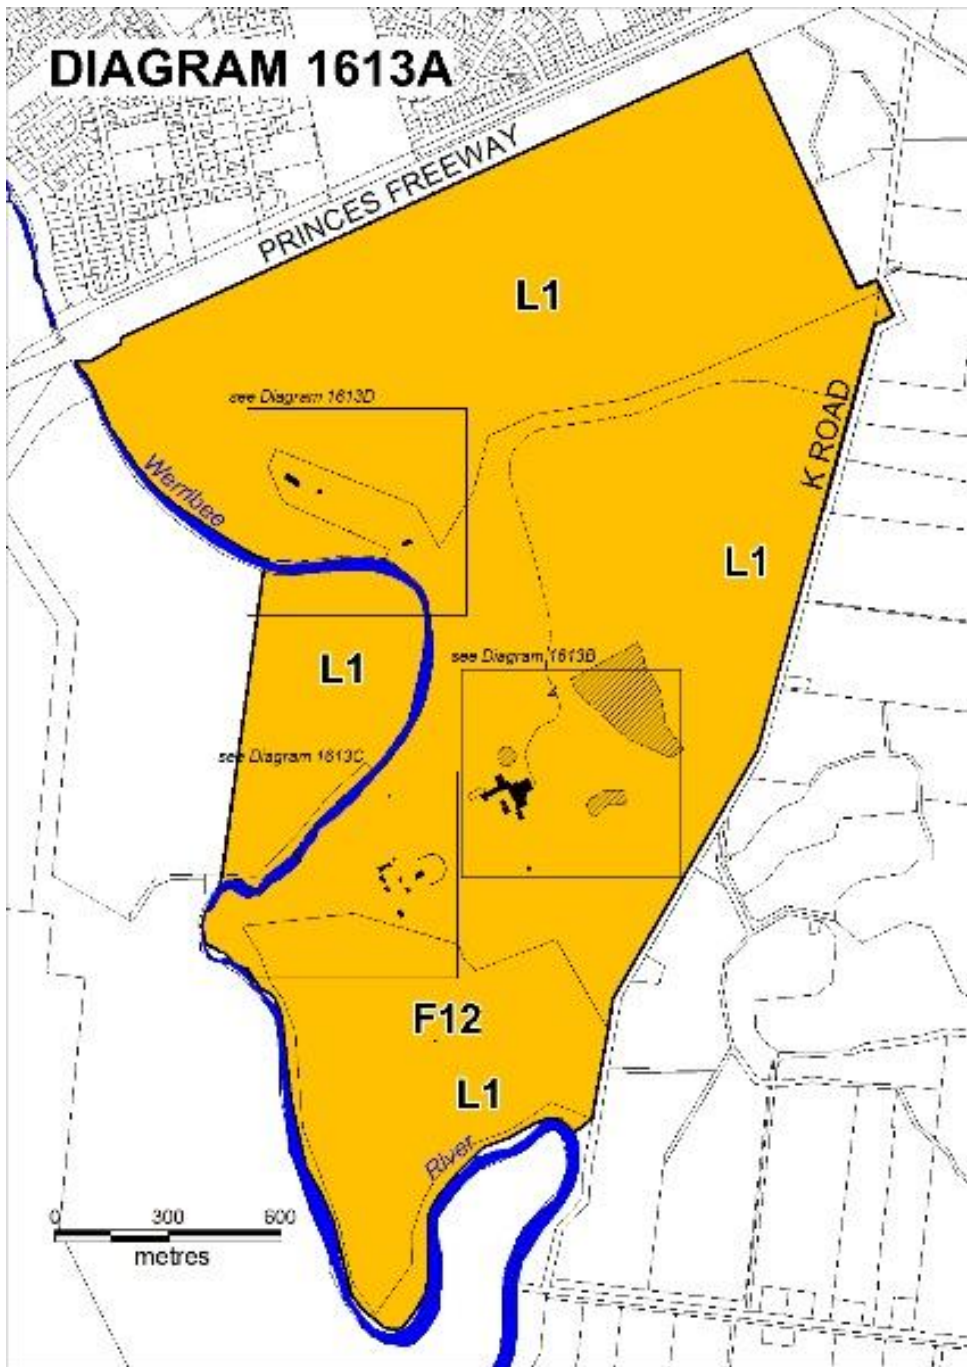 DIAGRAM 1613A
PRINCES FREEWAY
L1
see Diagram 1613D
K ROAD
Werribee
L1
see Diagram 1613B
L1
see Diagram 1613C
F12
L1
River
0 300 600
metres